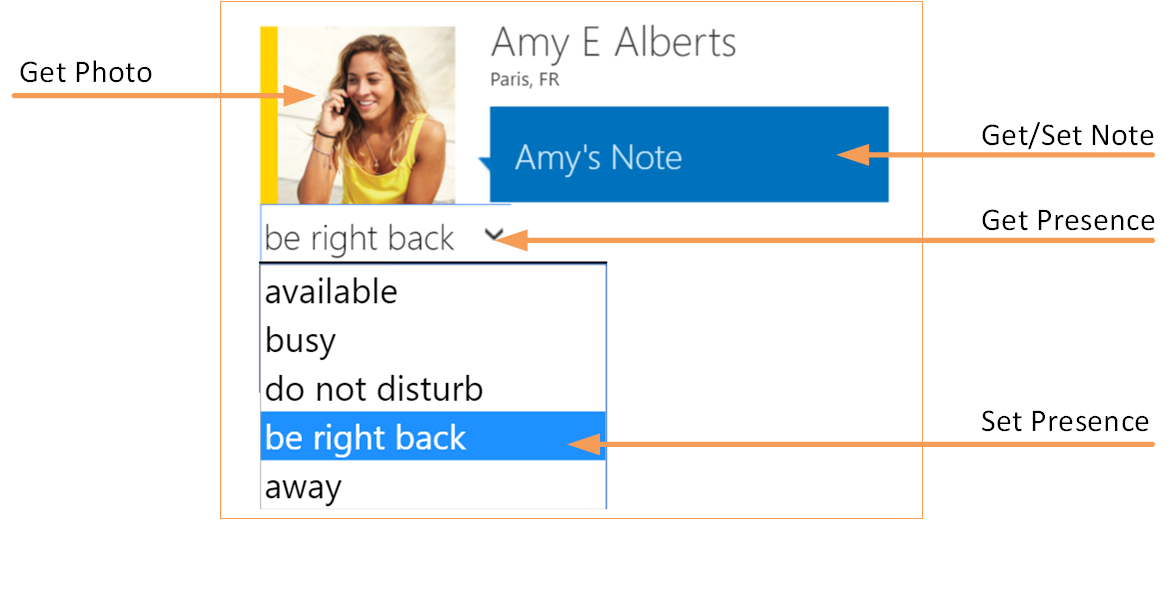 Amy E Alberts
Get Photo
Paris, FR
Get/Set Note
Amy's Note
Get Presence
be right back
available
busy
do not disturb
Set Presence
be right back
away